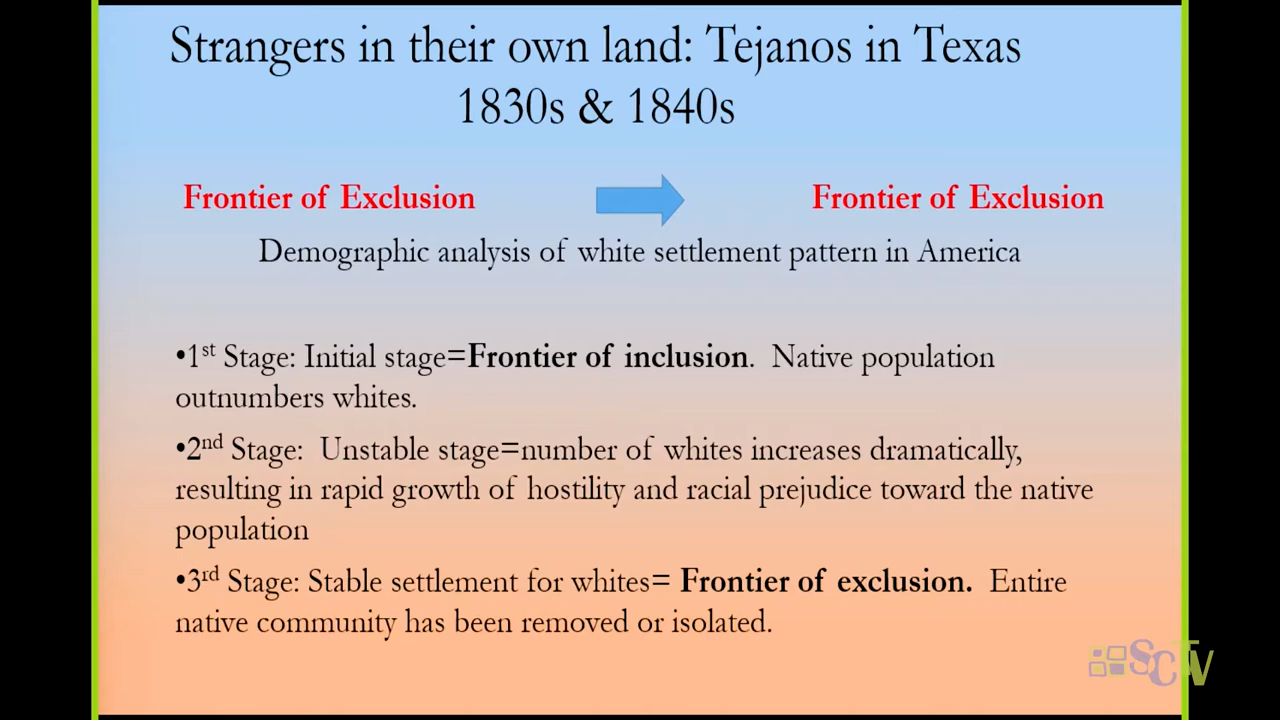 Strangers in their own land: Tejanos in Texas
1830s & 1840s
Frontier of Exclusion Frontier of Exclusion
Demographic analysis of white settlement pattern in America
•1st Stage: Initial stage=Frontier of inclusion. Native population
outnumbers whites.
•2nd Stage: Unstable stage=number of whites increases dramatically,
resulting in rapid growth of hostility and racial prejudice toward the native
population
•3rd Stage: Stable settlement for whites= Frontier of exclusion. Entire
native community has been removed or isolated.
SCTV